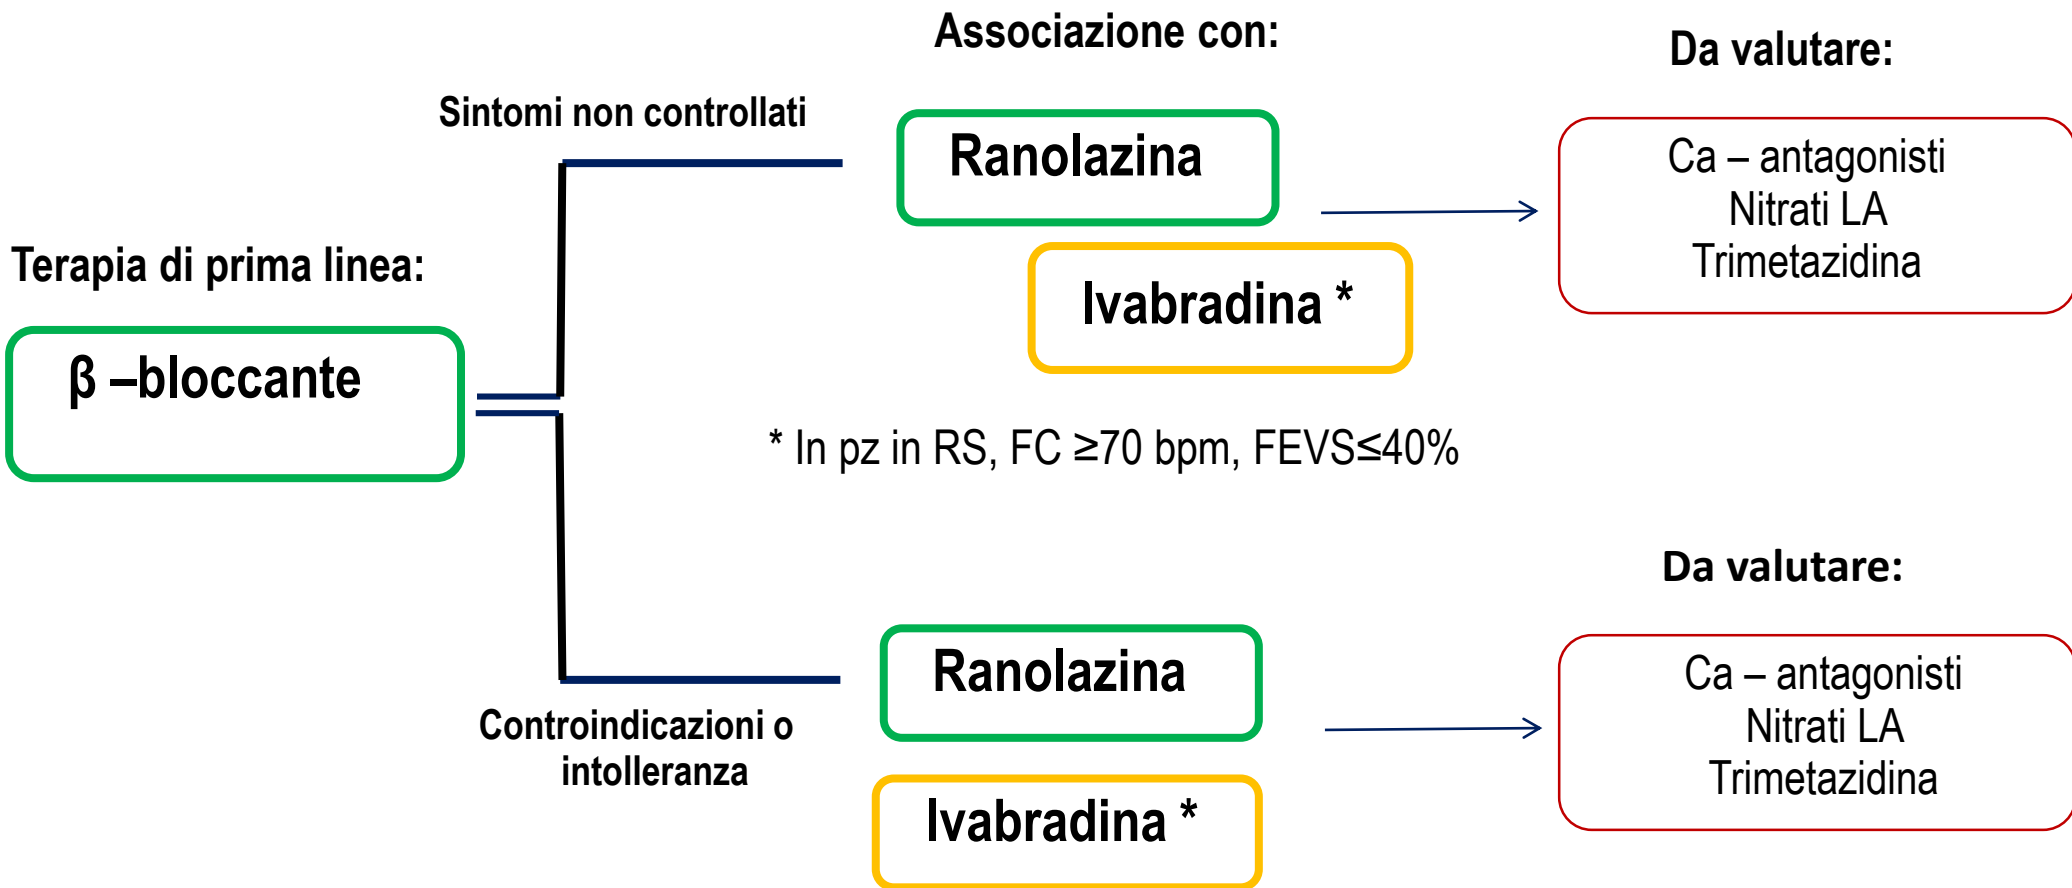 Associazione con:
Da valutare:
Sintomi non controllati
Ranolazina
Ca – antagonisti
Nitrati LA
Trimetazidina
Terapia di prima linea:
Ivabradina *
β –bloccante
* In pz in RS, FC ≥70 bpm, FEVS≤40%
Da valutare:
Ranolazina
Ca – antagonisti
Nitrati LA
Trimetazidina
Controindicazioni o
intolleranza
Ivabradina *